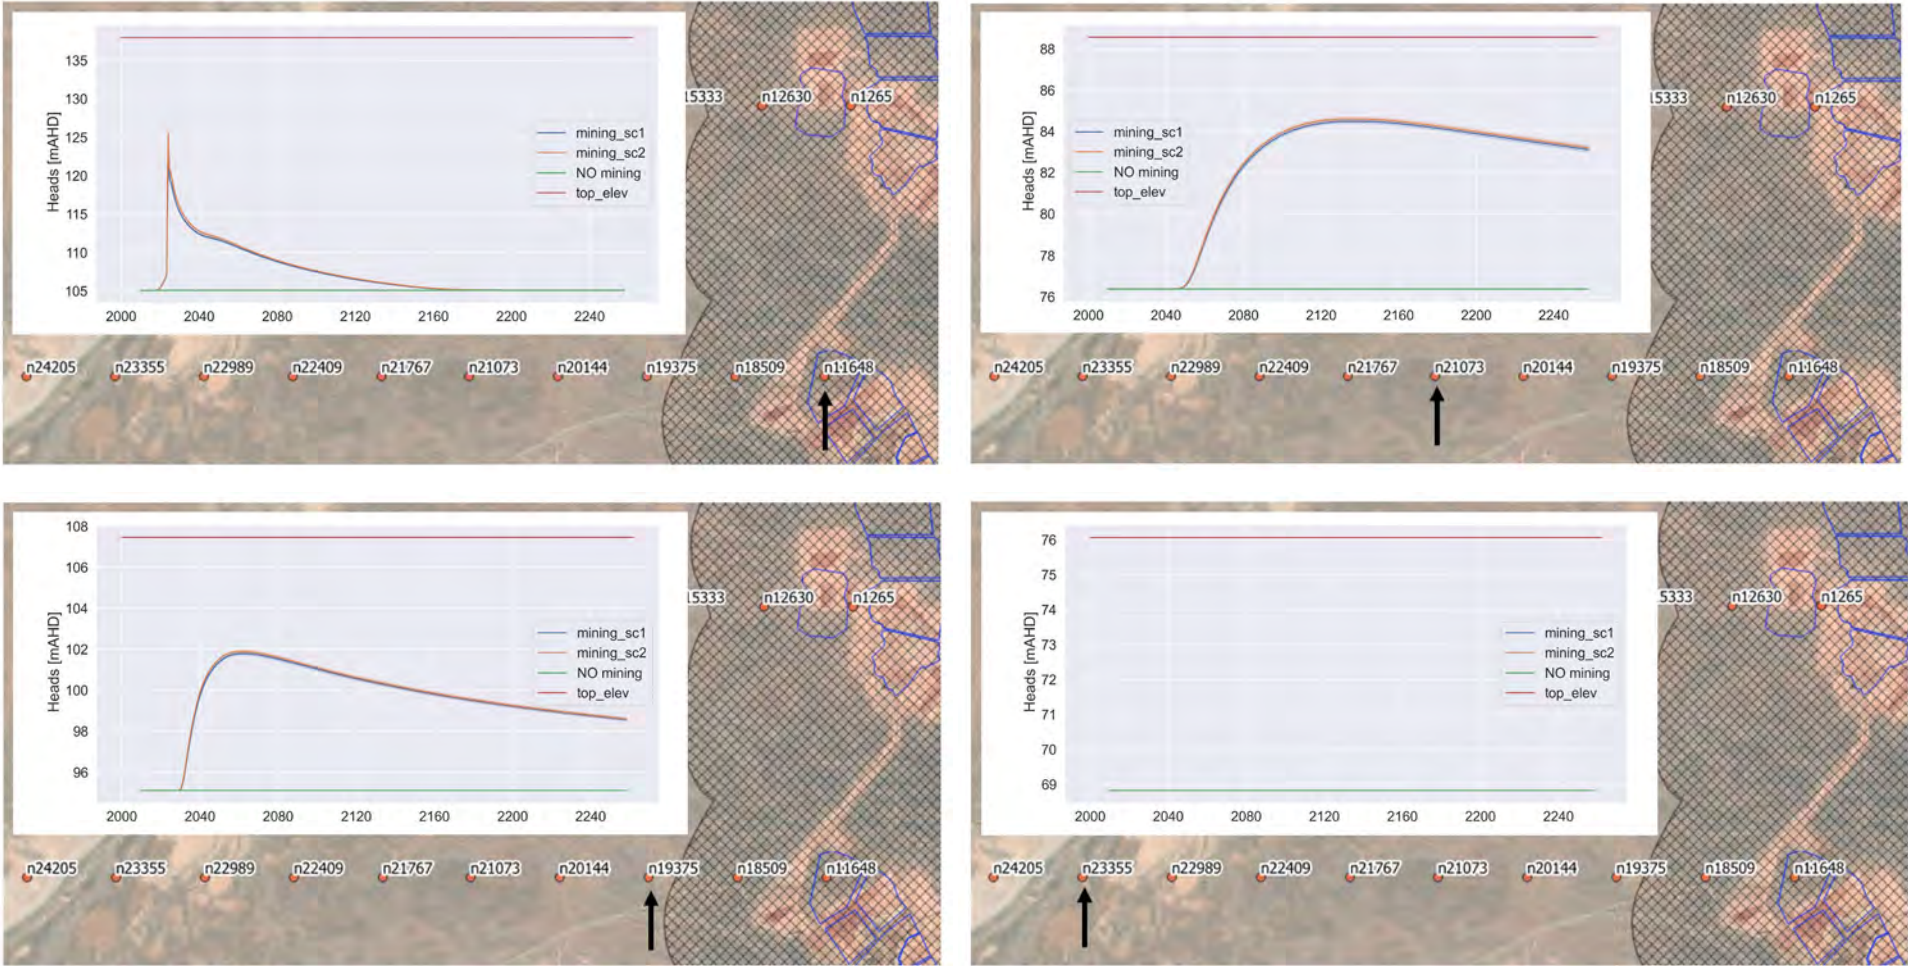 135
130
125
120
115
110
105
Heads [mAHD]
mining_sc1
mining_sc2
NO mining
top_elev
2000 2040 2080 2120 2160 2200 2240
15333 n12630 n1265
n24205 n23355 n22989 n22409 n21767 n21073 n20144 n19375 n18509 n11648
88
86
84
82
80
78
76
Heads [mAHD]
mining_sc1
mining_sc2
NO mining
top_elev
2000 2040 2080 2120 2160 2200 2240
15333 n12630 n1265
n24205 n23355 n22989 n22409 n21767 n21073 n20144 n19375 n18509 n11648
108
106
104
102
100
98
96
Heads [mAHD]
mining_sc1
mining_sc2
NO mining
top_elev
2000 2040 2080 2120 2160 2200 2240
15333 n12630 n1265
n24205 n23355 n22989 n22409 n21767 n21073 n20144 n19375 n18509 n11648
76
75
74
73
72
71
70
69
Heads [mAHD]
mining_sc1
mining_sc2
NO mining
top_elev
2000 2040 2080 2120 2160 2200 2240
15333 n12630 n1265
n24205 n23355 n22989 n22409 n21767 n21073 n20144 n19375 n18509 n11648